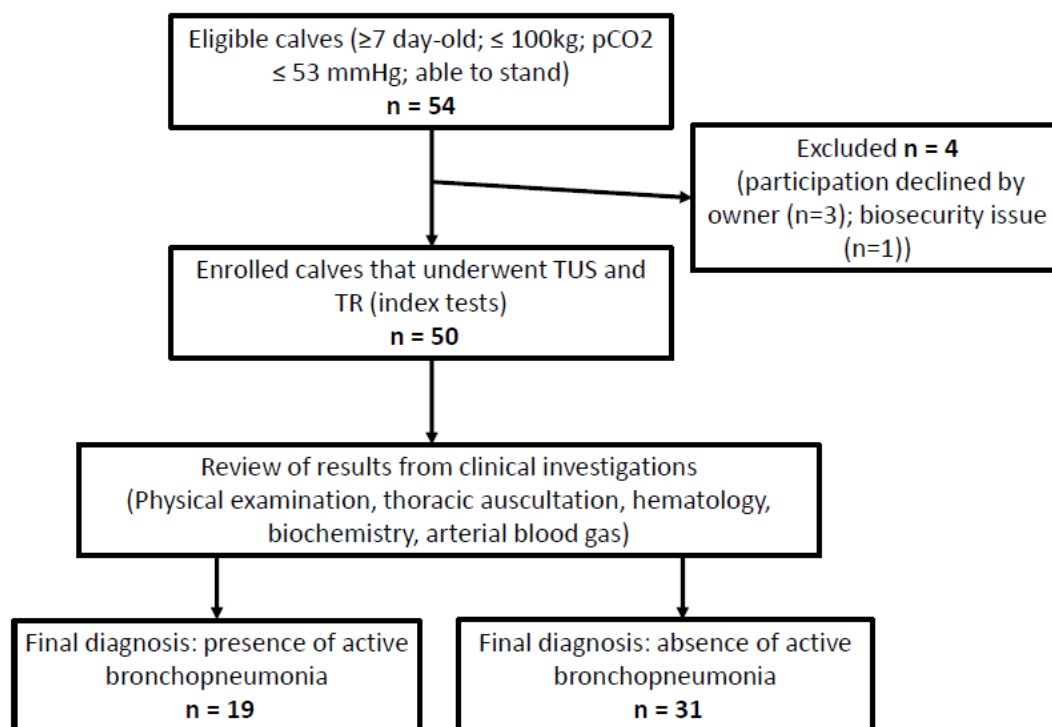 Eligible calves (≥7 day-old; ≤ 100kg; pCO2
≤ 53 mmHg; able to stand)
n = 54
Excluded n = 4
(participation declined by
owner (n=3); biosecurity issue
(n=1))
Enrolled calves that underwent TUS and
TR (index tests)
n = 50
Review of results from clinical investigations
(Physical examination, thoracic auscultation, hematology,
biochemistry, arterial blood gas)
Final diagnosis: presence of active
bronchopneumonia
n = 19
Final diagnosis: absence of active
bronchopneumonia
n = 31